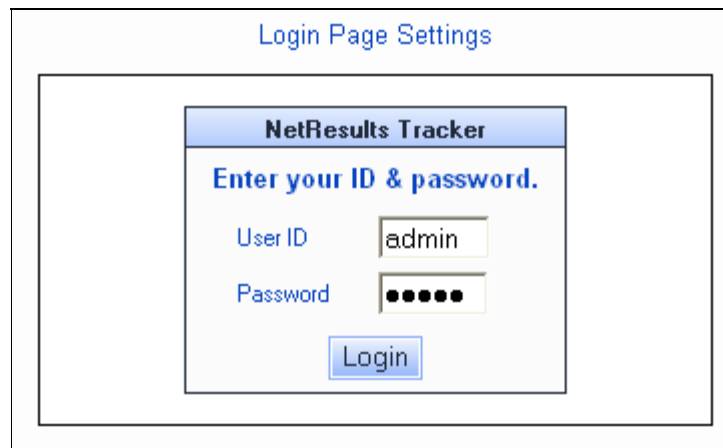 Login Page Settings
NetResults Tracker
Enter your ID & password.
User ID admin
Password ●●●●●
Login